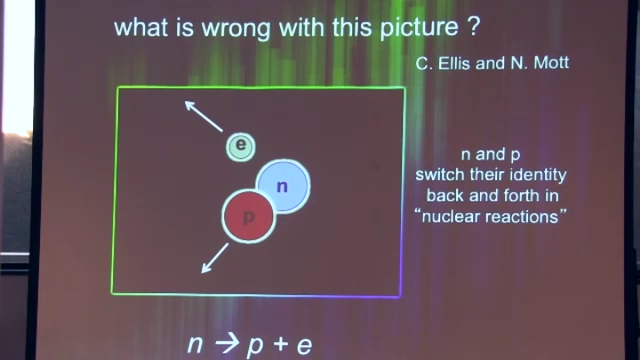 what is wrong with this picture ?
C. Ellis and N. Mott
e
n
p
n and p
switch their identity
back and forth in
“nuclear reactions”
n → p + e